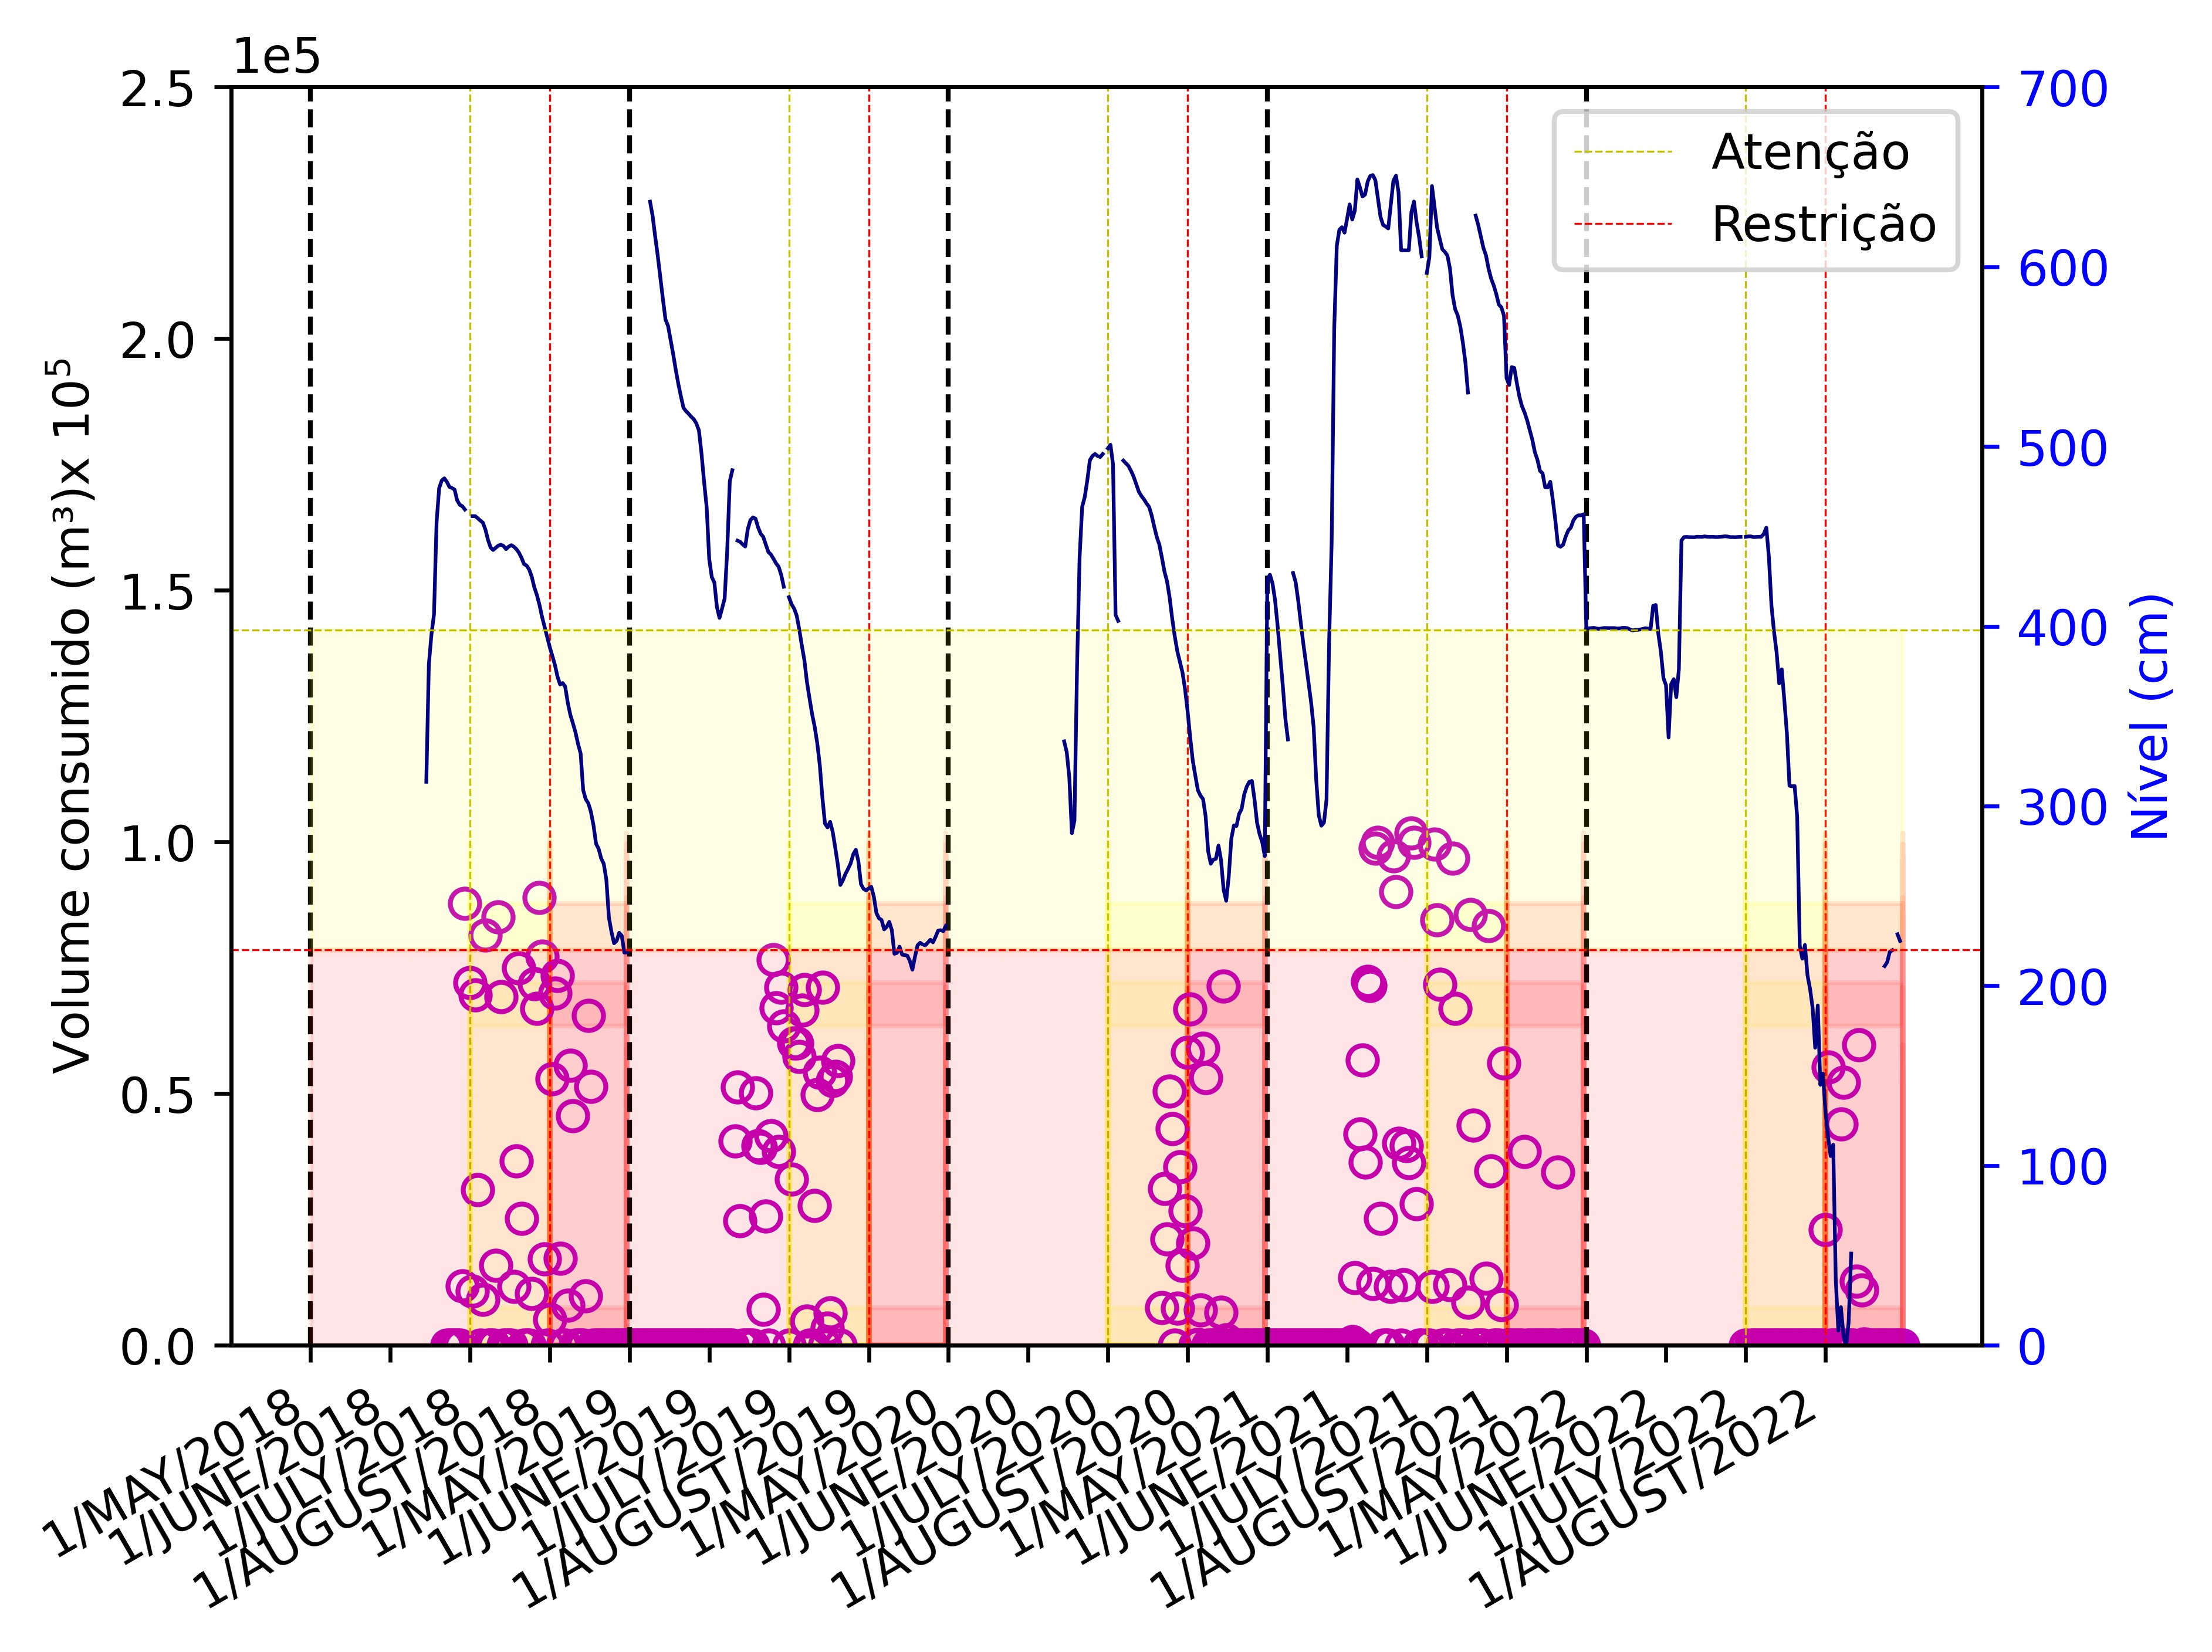 1e5
2.5
2.0
1.5
1.0
0.5
0.0
Volume consumido (m³)x 10⁵
Atenção
Restrição
700
600
500
400
300
200
100
0
Nível (cm)
1/MAY/2018
1/JUNE/2018
1/JULY/2018
1/AUGUST/2018
1/MAY/2019
1/JUNE/2019
1/JULY/2019
1/AUGUST/2019
1/MAY/2020
1/JUNE/2020
1/JULY/2020
1/AUGUST/2020
1/MAY/2021
1/JUNE/2021
1/JULY/2021
1/AUGUST/2021
1/MAY/2022
1/JUNE/2022
1/JULY/2022
1/AUGUST/2022